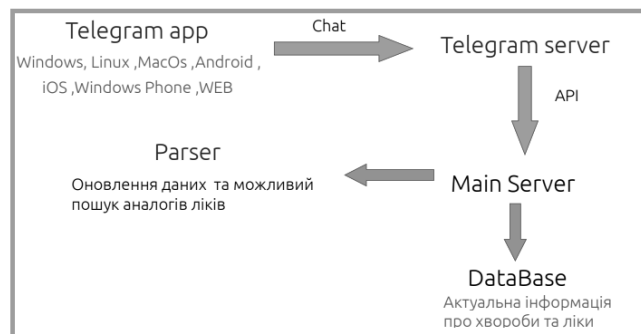 Telegram app
Chat
Telegram server
Windows, Linux ,MacOs ,Android ,
iOS ,Windows Phone ,WEB
API
Parser
Оновлення даних та можливий
пошук аналогів ліків
Main Server
DataBase
Актуальна інформація
про хвороби та ліки